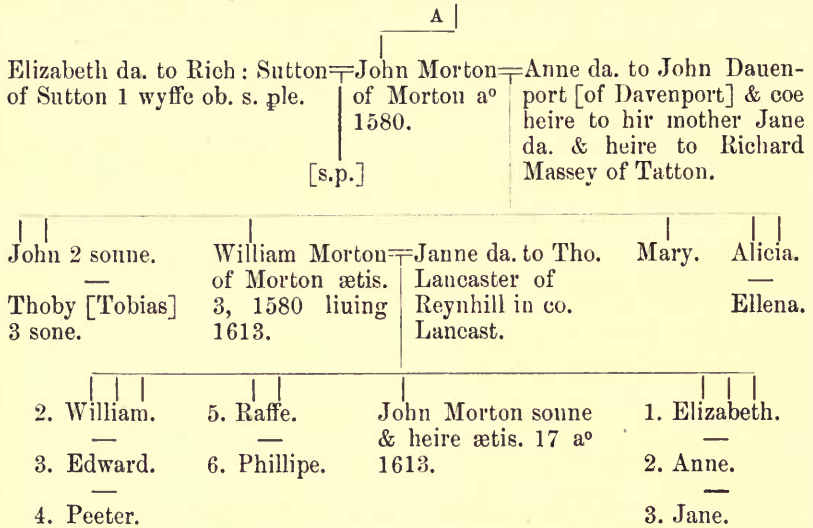 A
Elizabeth da. to Rich : Sutton
of Sutton 1 wyffe ob. s. ple.
John Morton
of Morton aº
1580.
Anne da. to John Dauen-
port [of Davenport] & coe
heire to hir mother Jane
da. & heire to Richard
Massey of Tatton.
[s.p.]
John 2 sonne.
Thoby [Tobias]
3 sone.
William Morton
of Morton ætis.
3, 1580 liuing
1613.
Janne da. to Tho.
Lancaster of
Reynhill in co.
Lancast.
Mary.
Alicia.
Ellena.
2. William.
3. Edward.
4. Peeter.
5. Raffe.
6. Phillipe.
John Morton sonne
& heire ætis. 17 aº
1613.
1. Elizabeth.
2. Anne.
3. Jane.